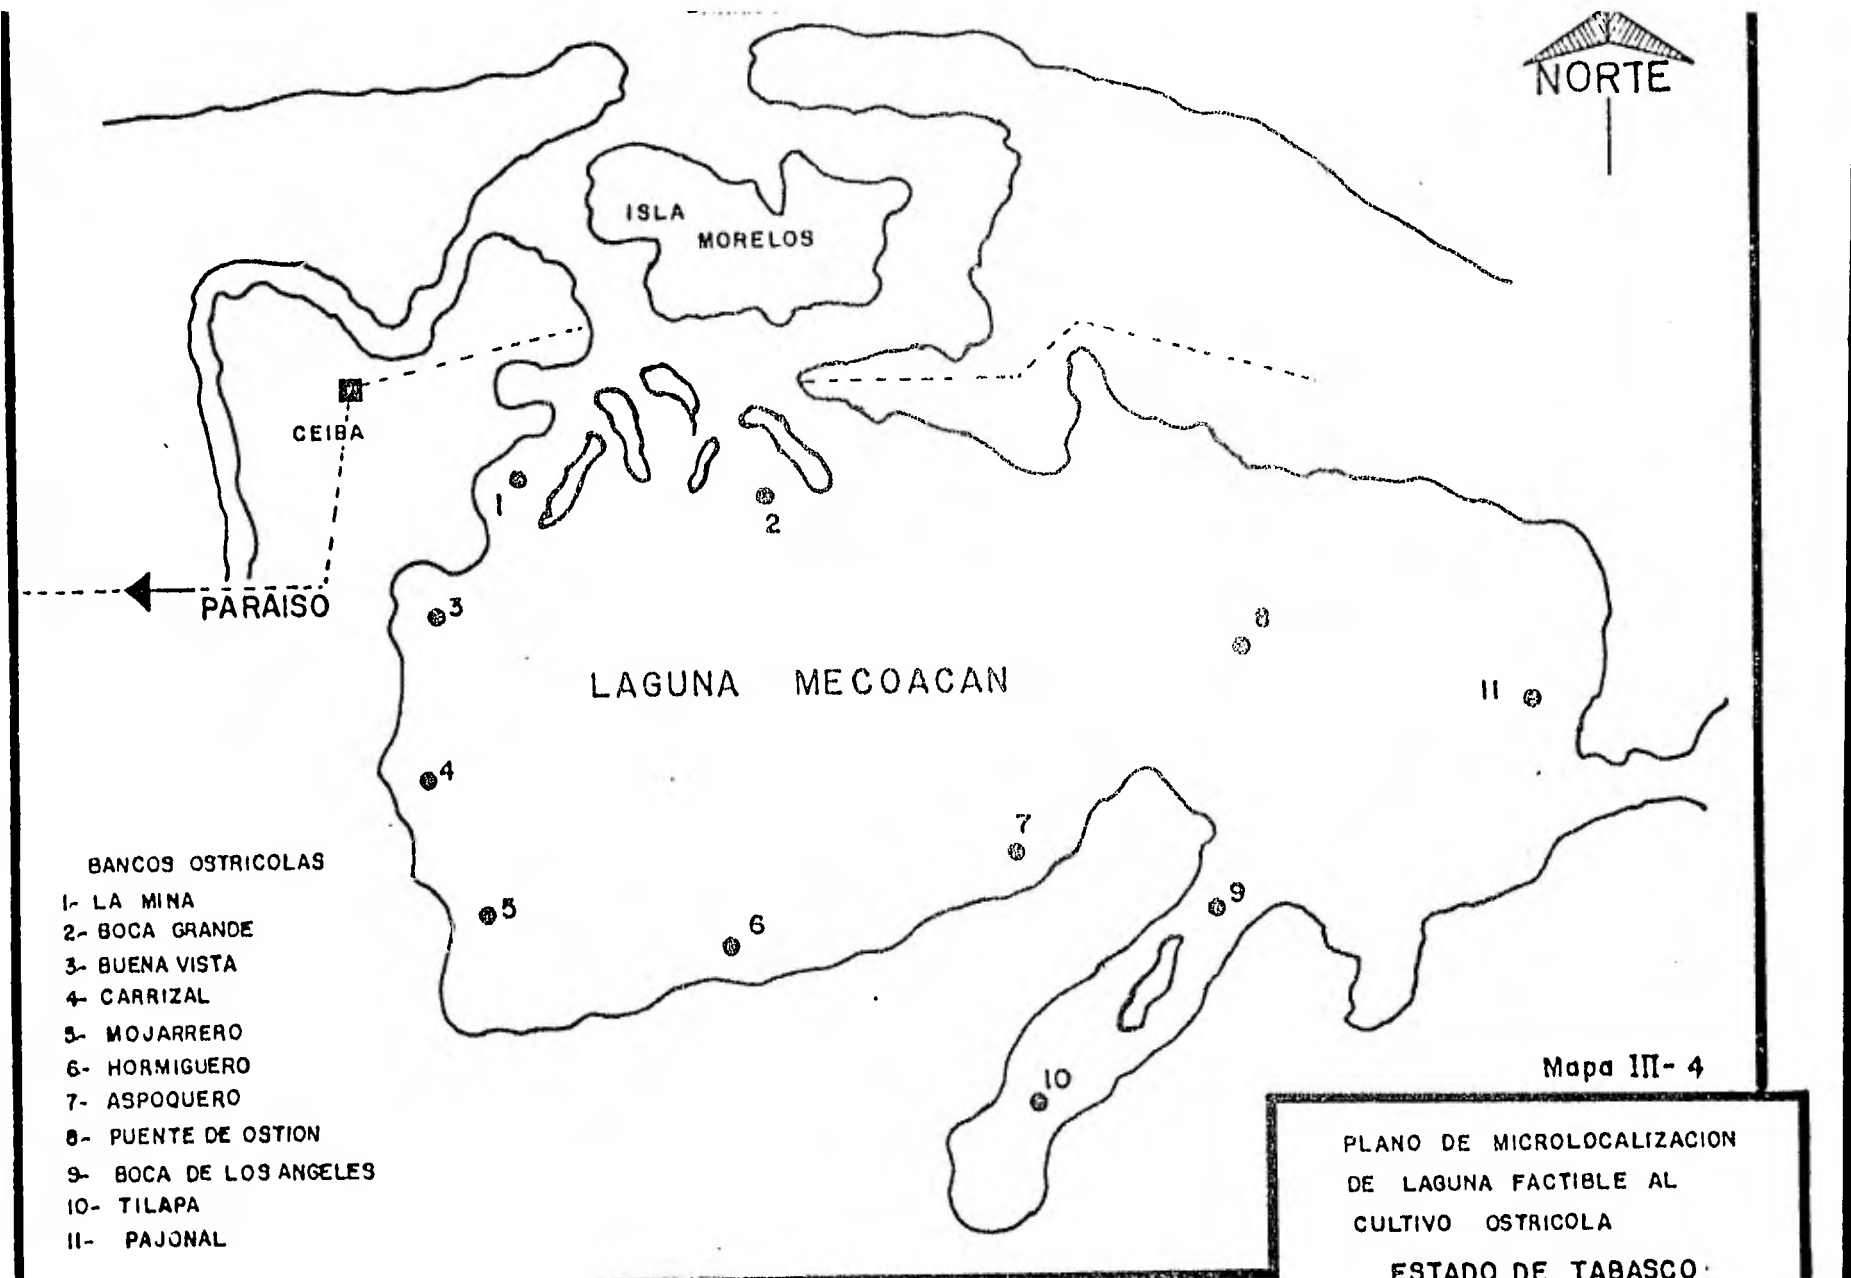 NORTE
ISLA
MORELOS
CEIBA
1
2
PARAISO
3
8
LAGUNA MECOACAN
11
4
7
BANCOS OSTRICOLAS
1- LA MINA
2- BOCA GRANDE
3- BUENA VISTA
4- CARRIZAL
5- MOJARRERO
6- HORMIGUERO
7- ASPOQUERO
8- PUENTE DE OSTION
9- BOCA DE LOS ANGELES
10- TILAPA
11- PAJONAL
5
6
9
10
Mapa III-4
PLANO DE MICROLOCALIZACION
DE LAGUNA FACTIBLE AL
CULTIVO OSTRICOLA
ESTADO DE TABASCO.